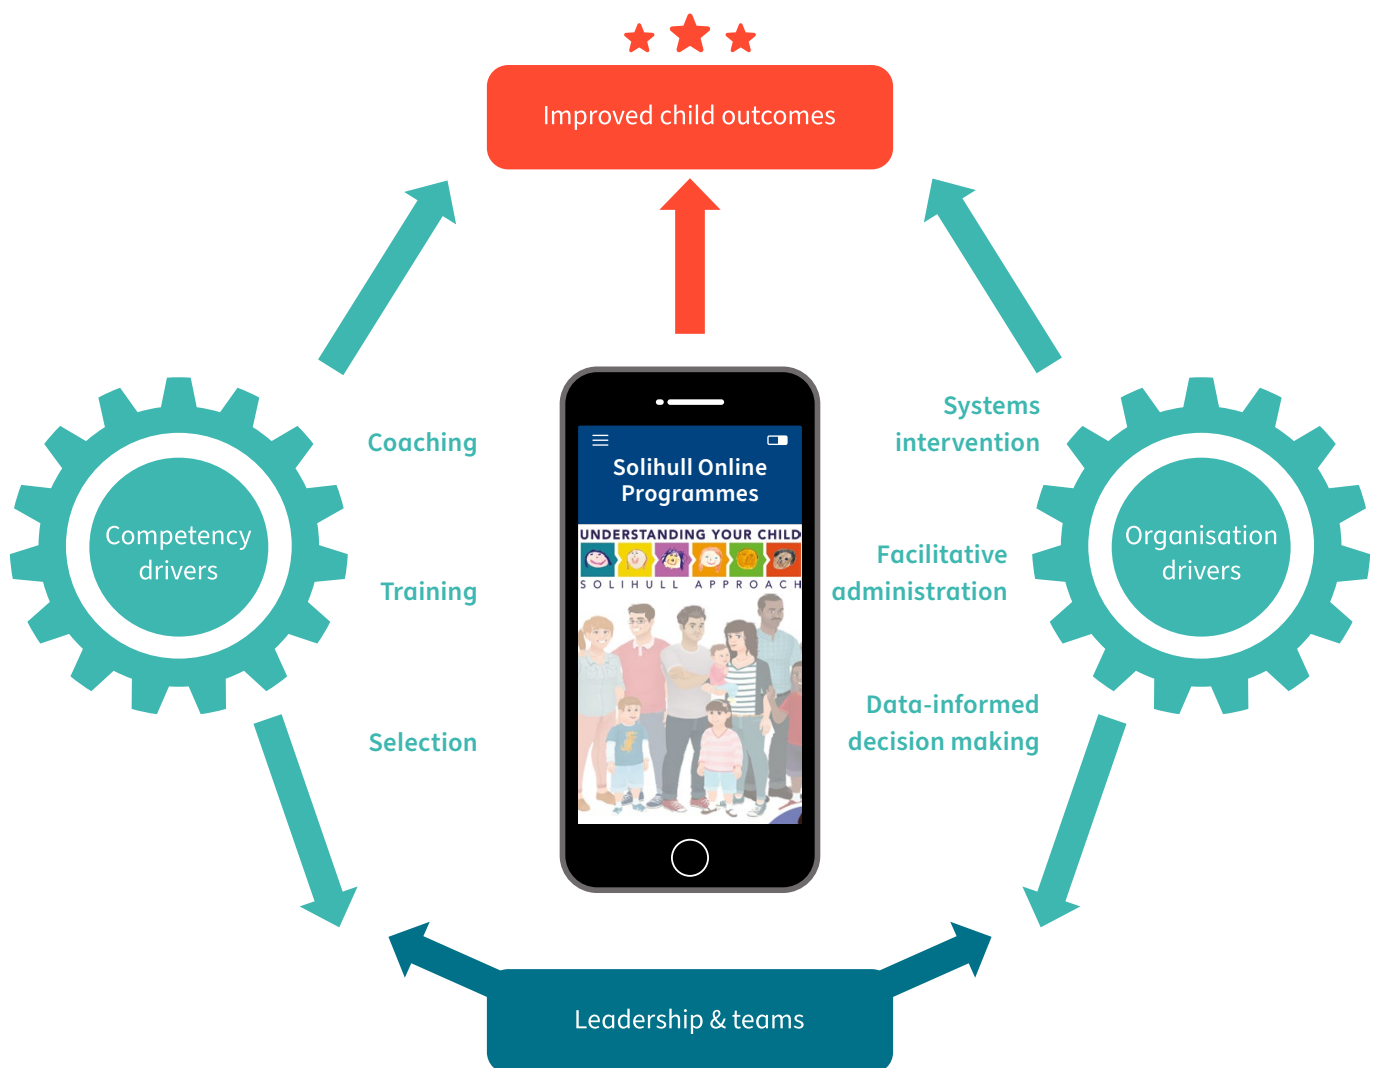 Improved child outcomes
Competency
drivers
Coaching
Training
Selection
Solihull Online
Programmes
UNDERSTANDING YOUR CHILD
SOLIHULL APPROACH
Systems
intervention
Facilitative
administration
Data-informed
decision making
Organisation
drivers
Leadership & teams